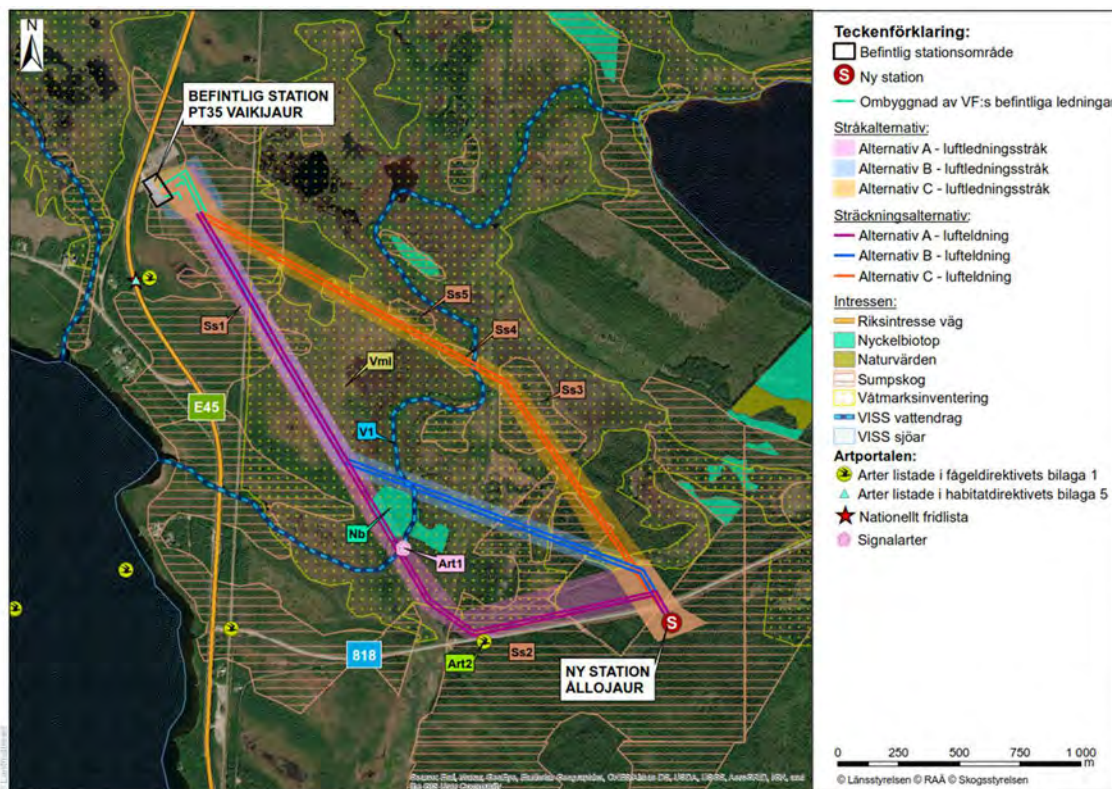 N
BEFINTLIG STATION
PT35 VAIKIJAUR
Ss5
Ss4
Ss1
Vmi
Ss3
E45
V1
Nb
Art1
818
Art2
Ss2
S
NY STATION
ÅLLOJAUR
Teckenförklaring:
Befintlig stationsområde
S Ny station
Ombyggnad av VF:s befintliga ledningar
Stråkalternativ:
Alternativ A - luftledningsstråk
Alternativ B - luftledningsstråk
Alternativ C - luftledningsstråk
Sträckningsalternativ:
Alternativ A - lufteldning
Alternativ B - lufteldning
Alternativ C - lufteldning
Intressen:
Riksintresse väg
Nyckelbiotop
Naturvärden
Sumpskog
Våtmarksinventering
VISS vattendrag
VISS sjöar
Artportalen:
Arter listade i fågeldirektivets bilaga 1
Arter listade i habitatdirektivets bilaga 5
Nationellt fridlista
Signalarter
0 250 500 750 1 000
m
© Länsstyrelsen © RAÄ © Skogsstyrelsen